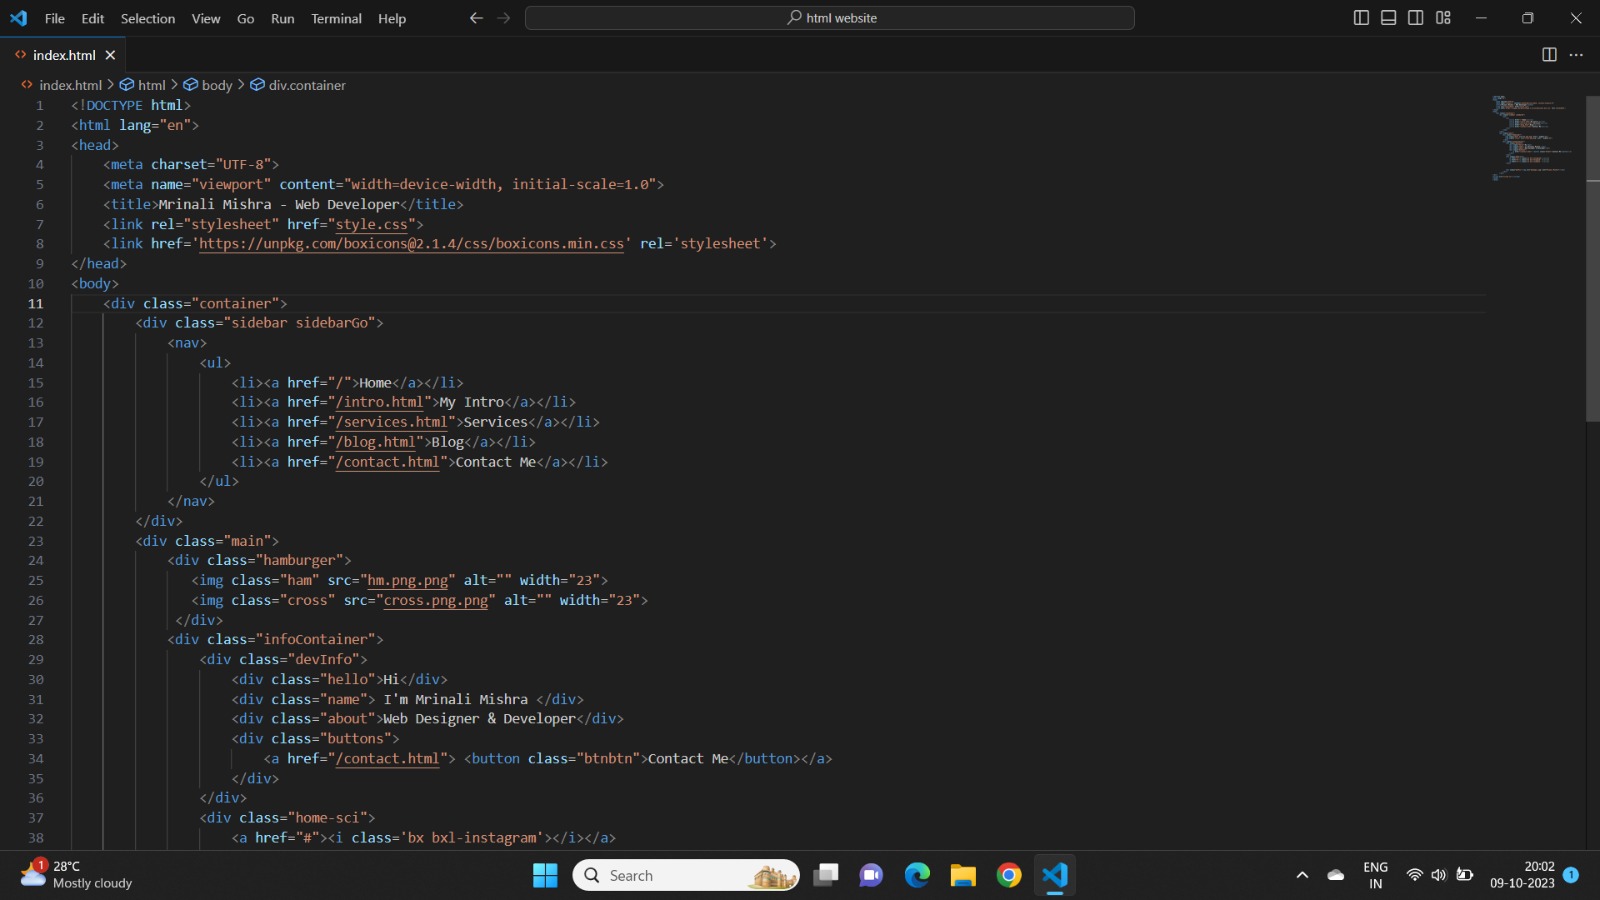 File Edit Selection View Go Run Terminal Help
html website
index.html
index.html > html > body > div.container
1 <!DOCTYPE html>
2 <html lang="en">
3 <head>
4 <meta charset="UTF-8">
5 <meta name="viewport" content="width=device-width, initial-scale=1.0">
6 <title>Mrinali Mishra - Web Developer</title>
7 <link rel="stylesheet" href="style.css">
8 <link href='https://unpkg.com/boxicons@2.1.4/css/boxicons.min.css' rel='stylesheet'>
9 </head>
10 <body>
11 <div class="container">
12 <div class="sidebar sidebarGo">
13 <nav>
14 <ul>
15 <li><a href="/">Home</a></li>
16 <li><a href="/intro.html">My Intro</a></li>
17 <li><a href="/services.html">Services</a></li>
18 <li><a href="/blog.html">Blog</a></li>
19 <li><a href="/contact.html">Contact Me</a></li>
20 </ul>
21 </nav>
22 </div>
23 <div class="main">
24 <div class="hamburger">
25 <img class="ham" src="hm.png.png" alt="" width="23">
26 <img class="cross" src="cross.png.png" alt="" width="23">
27 </div>
28 <div class="infoContainer">
29 <div class="devInfo">
30 <div class="hello">Hi</div>
31 <div class="name"> I'm Mrinali Mishra </div>
32 <div class="about">Web Designer & Developer</div>
33 <div class="buttons">
34 <a href="/contact.html"> <button class="btnbtn">Contact Me</button></a>
35 </div>
36 </div>
37 <div class="home-sci">
38 <a href="#"><i class='bx bxl-instagram'></i></a>
1
28°C
Mostly cloudy
Search
ENG
IN
20:02
09-10-2023
1